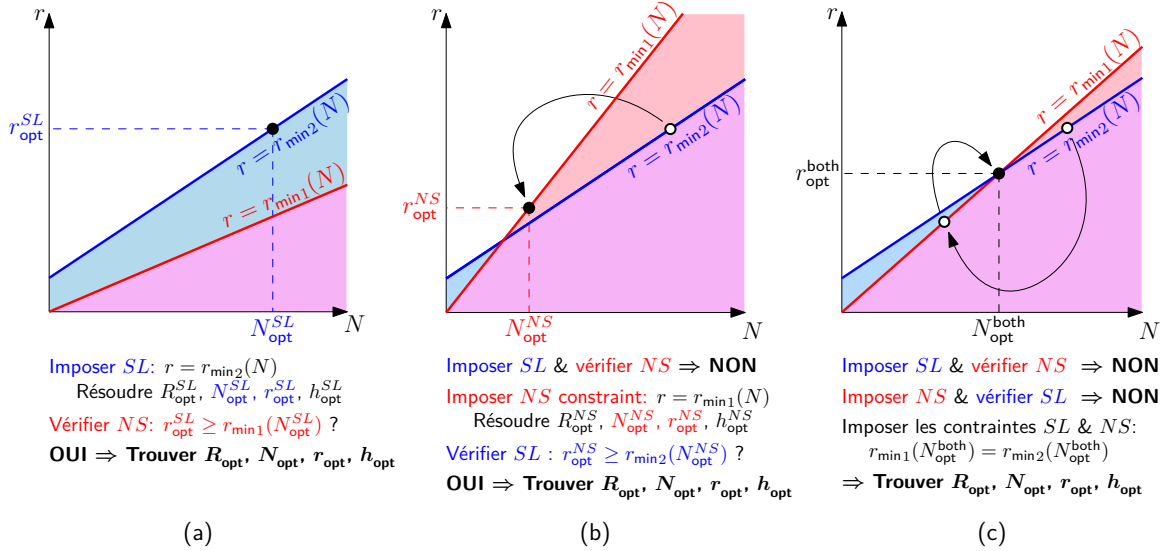 r
r_opt^SL
r = r_min2(N)
r = r_min1(N)
N_opt^SL
N
Imposer SL: r = r_min2(N)
Résoudre R_opt^SL, N_opt^SL, r_opt^SL, h_opt^SL
Vérifier NS: r_opt^SL ≥ r_min1(N_opt^SL) ?
OUI ⇒ Trouver R_opt, N_opt, r_opt, h_opt
(a)
r
r = r_min1(N)
r = r_min2(N)
r_opt^NS
N_opt^NS
N
Imposer SL & vérifier NS ⇒ NON
Imposer NS constraint: r = r_min1(N)
Résoudre R_opt^NS, N_opt^NS, r_opt^NS, h_opt^NS
Vérifier SL : r_opt^NS ≥ r_min2(N_opt^NS) ?
OUI ⇒ Trouver R_opt, N_opt, r_opt, h_opt
(b)
r
r = r_min1(N)
r = r_min2(N)
r_opt^both
N_opt^both
N
Imposer SL & vérifier NS ⇒ NON
Imposer NS & vérifier SL ⇒ NON
Imposer les contraintes SL & NS:
r_min1(N_opt^both) = r_min2(N_opt^both)
⇒ Trouver R_opt, N_opt, r_opt, h_opt
(c)